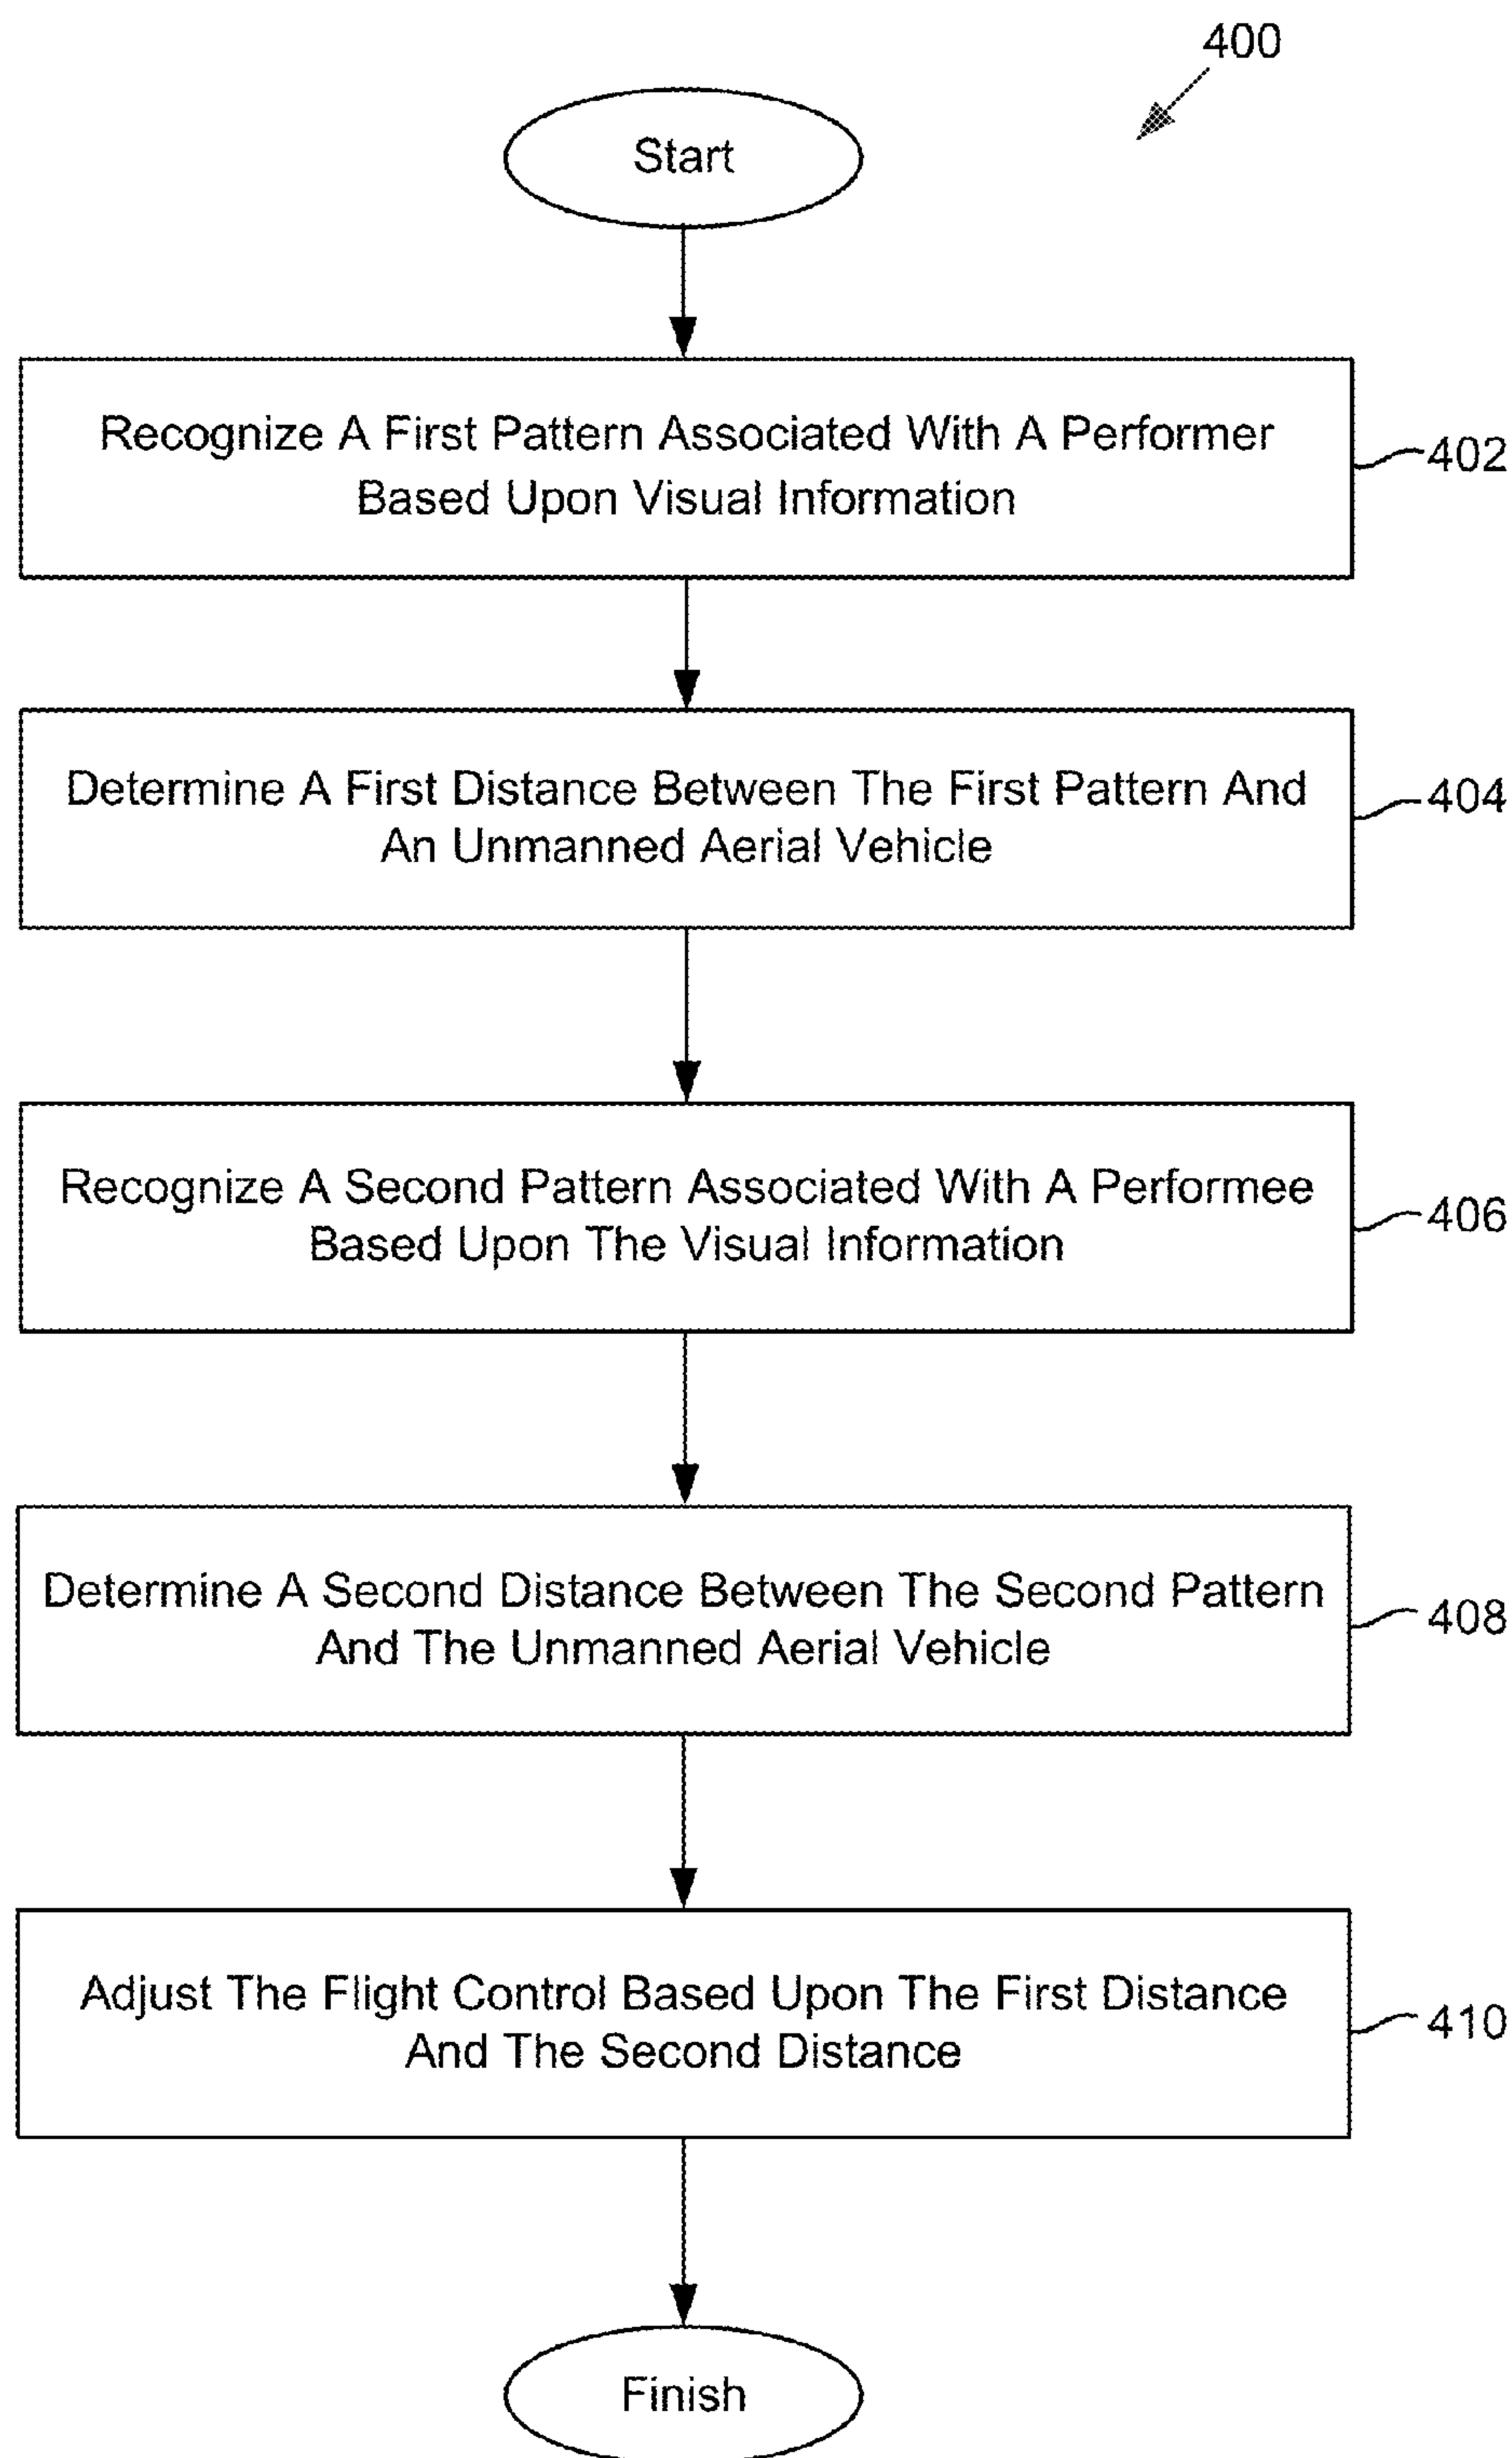 400
Start
Recognize A First Pattern Associated With A Performer
Based Upon Visual Information
402
Determine A First Distance Between The First Pattern And
An Unmanned Aerial Vehicle
404
Recognize A Second Pattern Associated With A Performee
Based Upon The Visual Information
406
Determine A Second Distance Between The Second Pattern
And The Unmanned Aerial Vehicle
408
Adjust The Flight Control Based Upon The First Distance
And The Second Distance
410
Finish